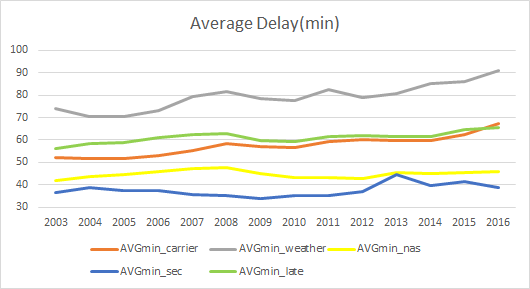 Average Delay(min)
100
90
80
70
60
50
40
30
2003 2004 2005 2006 2007 2008 2009 2010 2011 2012 2013 2014 2015 2016
AVGmin_carrier AVGmin_weather AVGmin_nas
AVGmin_sec AVGmin_late